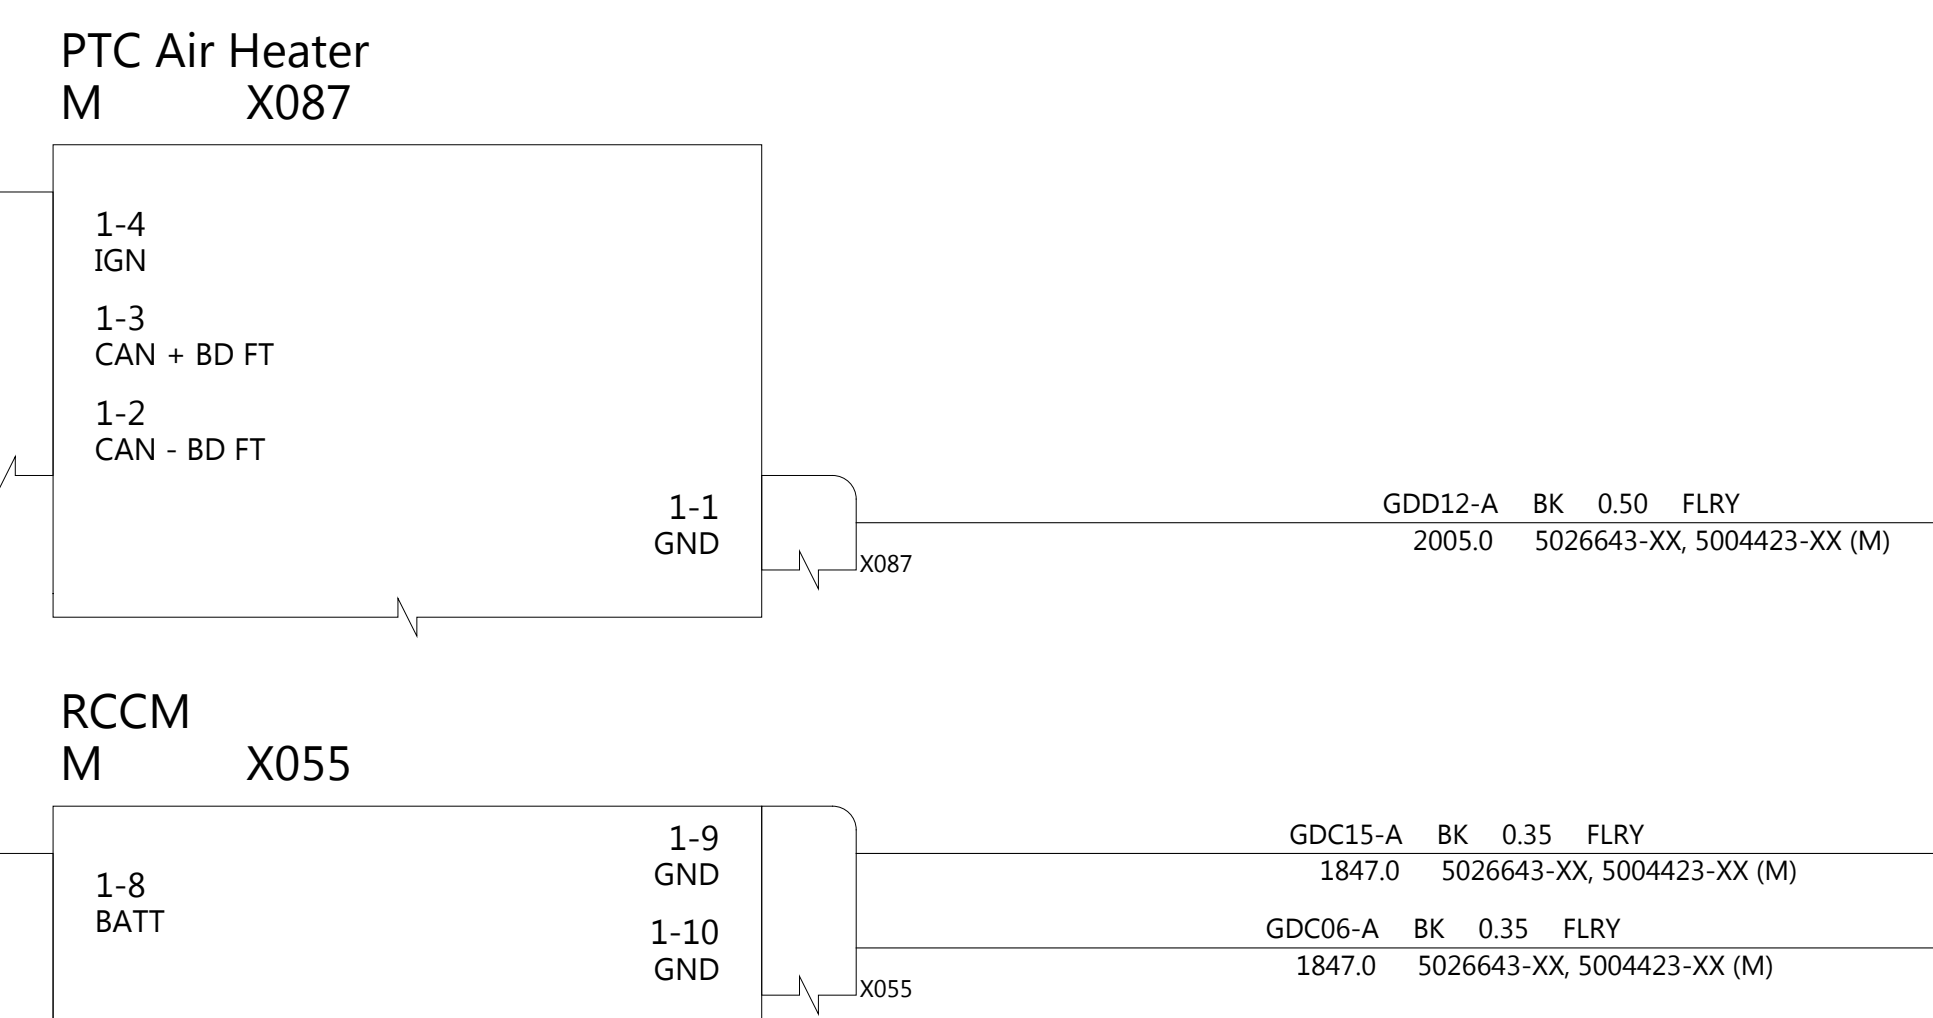 PTC Air Heater
M X087
1-4
IGN
1-3
CAN + BD FT
1-2
CAN - BD FT
1-1
GND
X087
GDD12-A BK 0.50 FLRY
2005.0 5026643-XX, 5004423-XX (M)
RCCM
M X055
1-8
BATT
1-9
GND
1-10
GND
X055
GDC15-A BK 0.35 FLRY
1847.0 5026643-XX, 5004423-XX (M)
GDC06-A BK 0.35 FLRY
1847.0 5026643-XX, 5004423-XX (M)